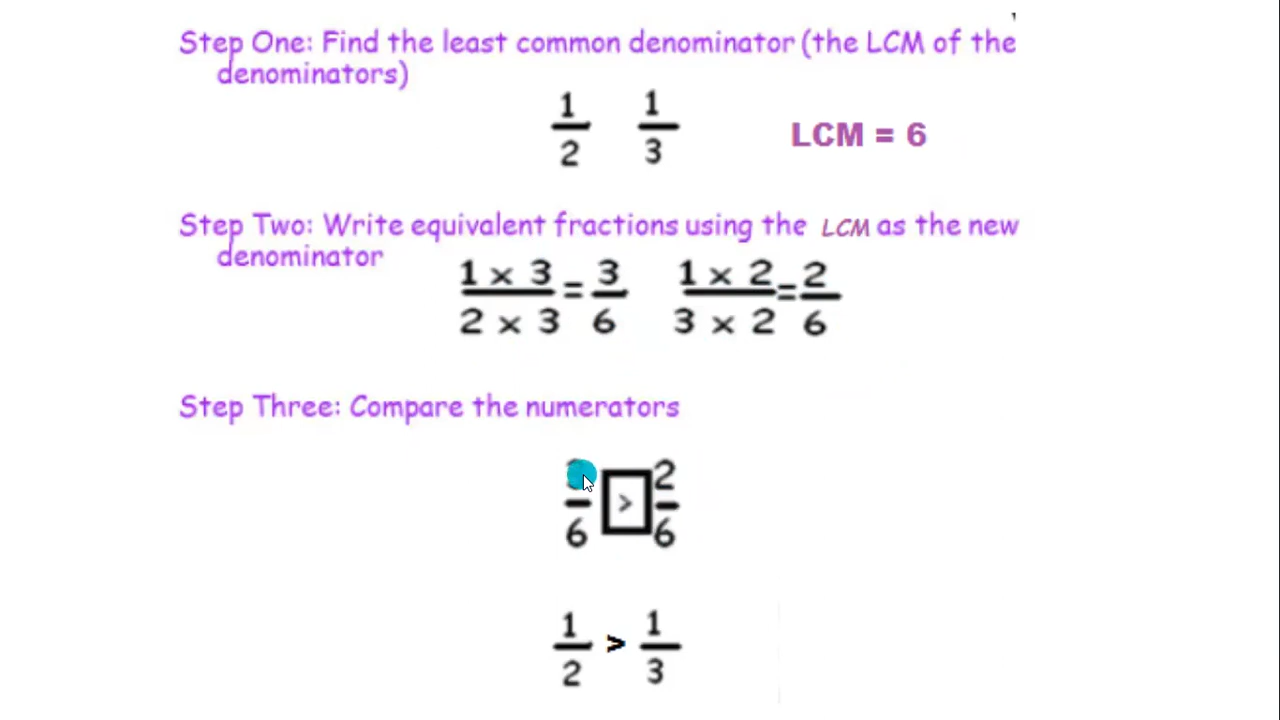 Step One: Find the least common denominator (the LCM of the
denominators)
1/2 1/3 LCM = 6
Step Two: Write equivalent fractions using the LCM as the new
denominator
1 x 3 / 2 x 3 = 3/6 1 x 2 / 3 x 2 = 2/6
Step Three: Compare the numerators
/6 > 2/6
1/2 > 1/3